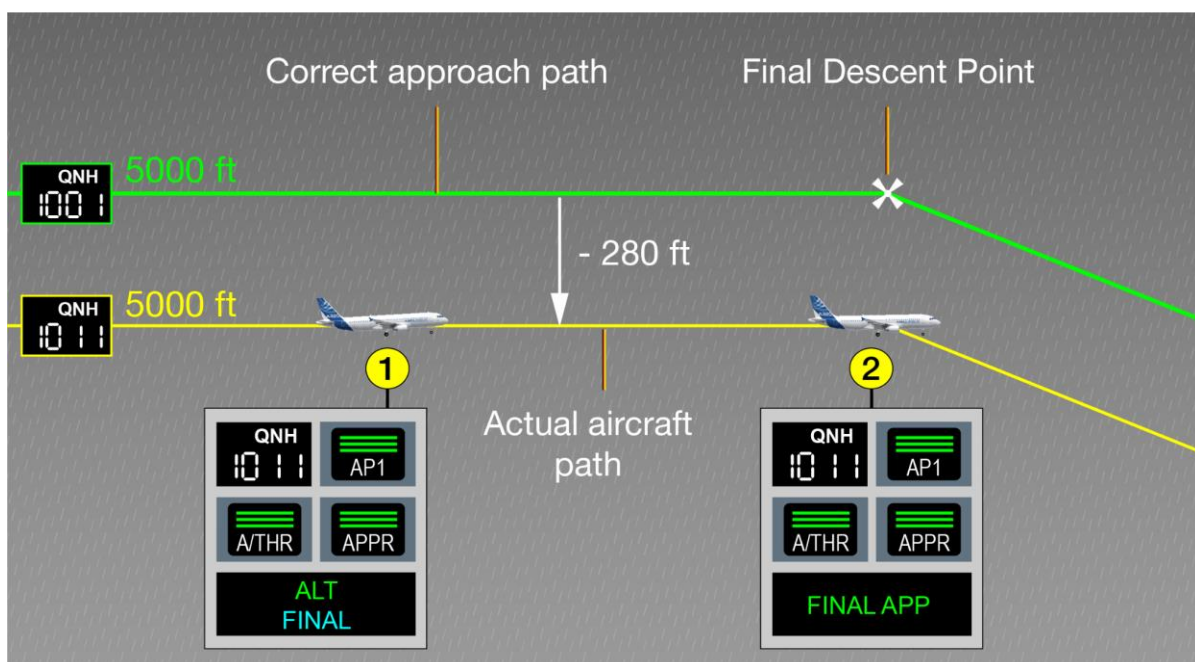 Correct approach path
Final Descent Point
QNH
1001
5000 ft
- 280 ft
QNH
1011
5000 ft
1
2
Actual aircraft
path
QNH
1011
AP1
A/THR
APPR
ALT
FINAL
QNH
1011
AP1
A/THR
APPR
FINAL APP